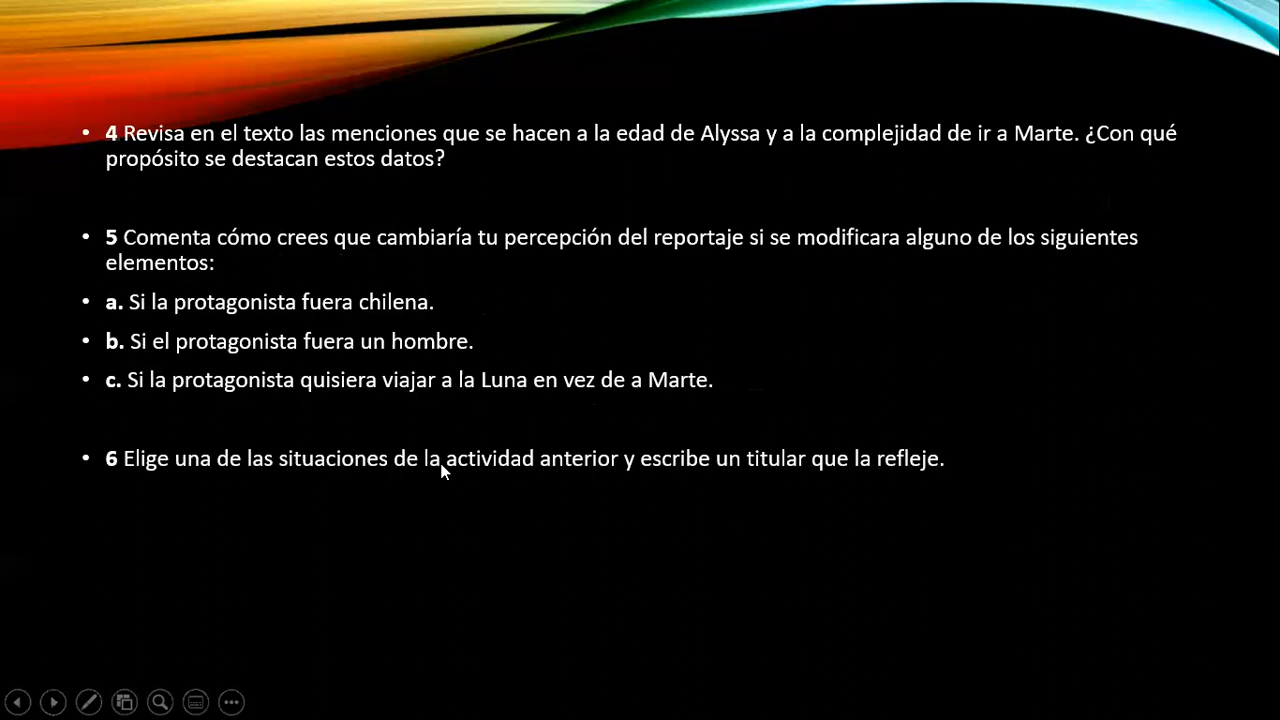 • 4 Revisa en el texto las menciones que se hacen a la edad de Alyssa y a la complejidad de ir a Marte. ¿Con qué
propósito se destacan estos datos?
• 5 Comenta cómo crees que cambiaría tu percepción del reportaje si se modificara alguno de los siguientes
elementos:
• a. Si la protagonista fuera chilena.
• b. Si el protagonista fuera un hombre.
• c. Si la protagonista quisiera viajar a la Luna en vez de a Marte.
• 6 Elige una de las situaciones de la actividad anterior y escribe un titular que la refleje.